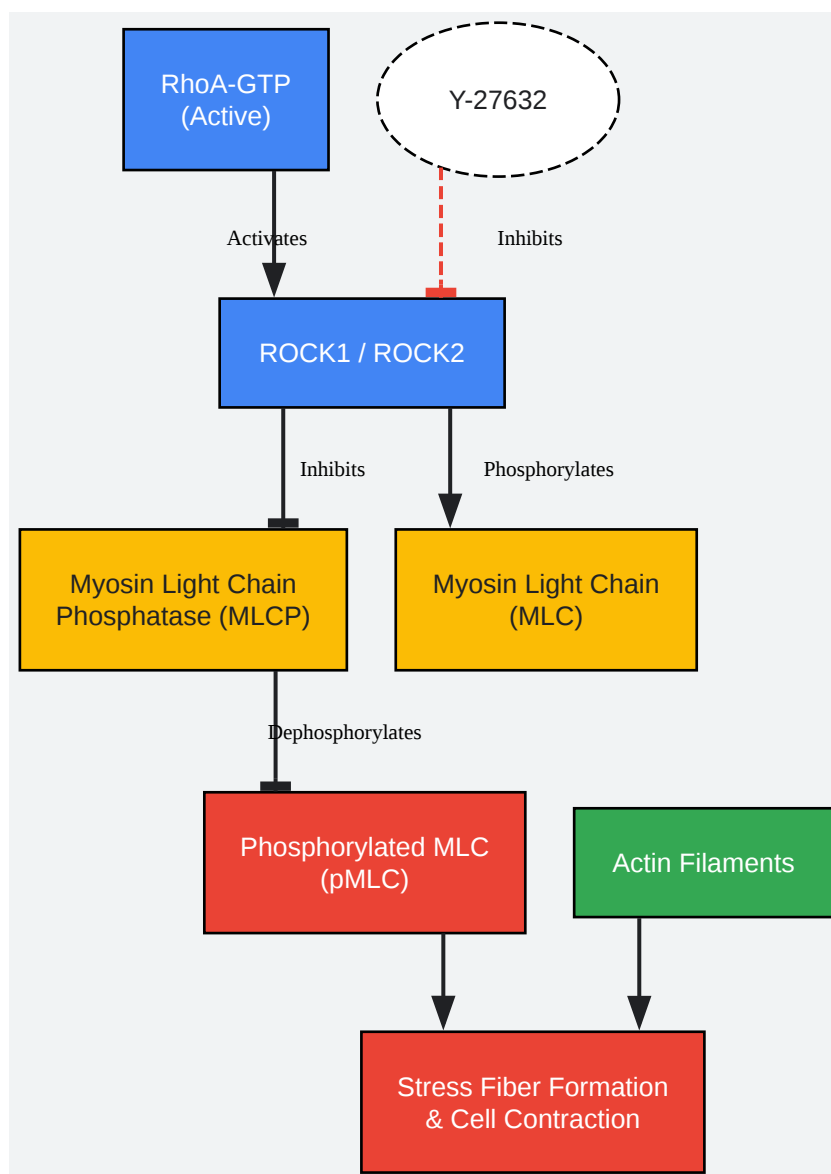 RhoA-GTP
(Active)
Y-27632
Activates
Inhibits
ROCK1 / ROCK2
Inhibits
Phosphorylates
Myosin Light Chain
Phosphatase (MLCP)
Myosin Light Chain
(MLC)
Dephosphorylates
Phosphorylated MLC
(pMLC)
Actin Filaments
Stress Fiber Formation
& Cell Contraction